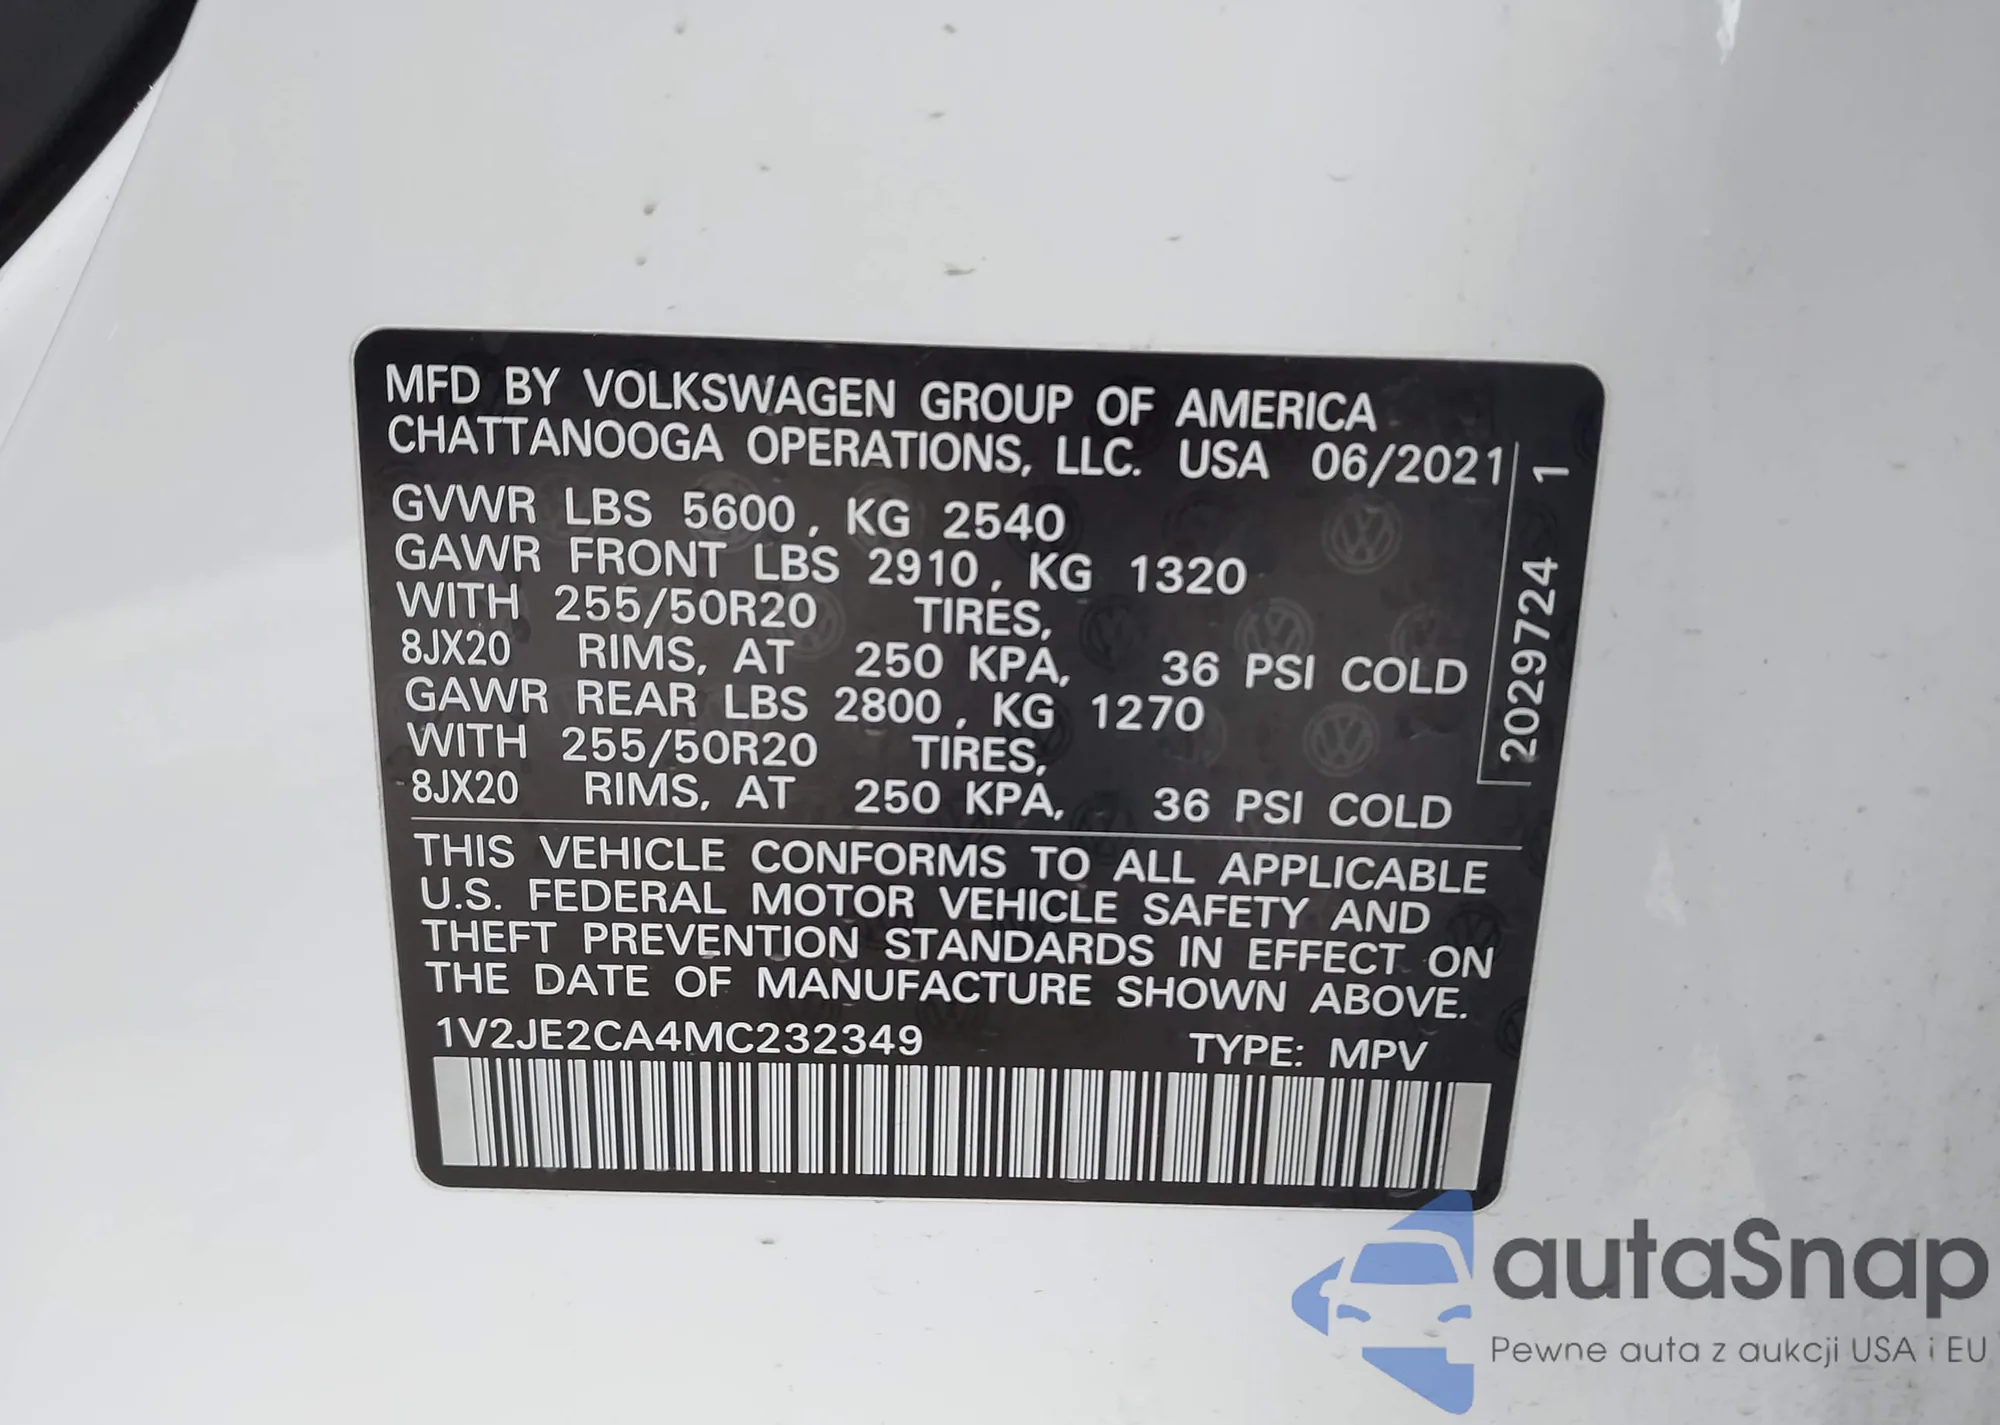 MFD BY VOLKSWAGEN GROUP OF AMERICA
CHATTANOOGA OPERATIONS, LLC. USA 06/2021
GVWR LBS 5600, KG 2540
GAWR FRONT LBS 2910, KG 1320
WITH 255/50R20 TIRES,
8JX20 RIMS, AT 250 KPA, 36 PSI COLD
GAWR REAR LBS 2800, KG 1270
WITH 255/50R20 TIRES,
8JX20 RIMS, AT 250 KPA, 36 PSI COLD
2029724 1
THIS VEHICLE CONFORMS TO ALL APPLICABLE
U.S. FEDERAL MOTOR VEHICLE SAFETY AND
THEFT PREVENTION STANDARDS IN EFFECT ON
THE DATE OF MANUFACTURE SHOWN ABOVE.
1V2JE2CA4MC232349 TYPE: MPV
autaSnap
Pewne auta z aukcji USA i EU